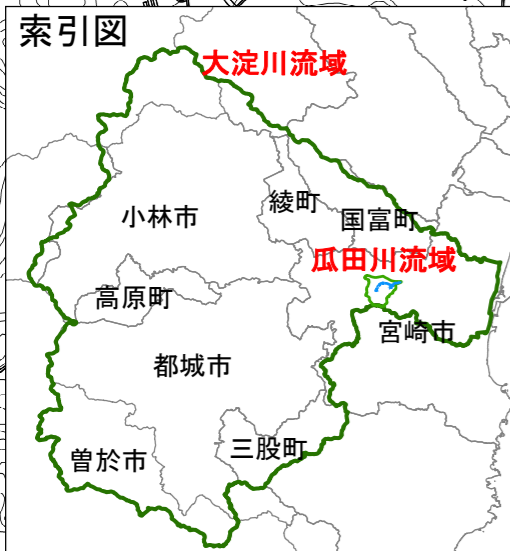 索引図
大淀川流域
綾町
小林市
国富町
瓜田川流域
高原町
宮崎市
都城市
三股町
曽於市